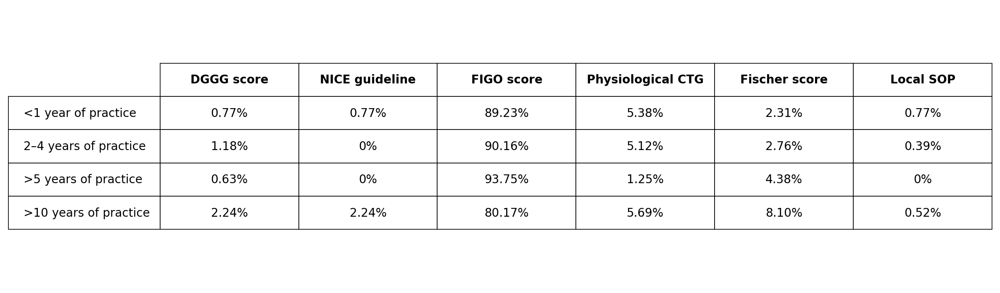 DGGG score NICE guideline FIGO score Physiological CTG Fischer score Local SOP
<1 year of practice 0.77% 0.77% 89.23% 5.38% 2.31% 0.77%
2–4 years of practice 1.18% 0% 90.16% 5.12% 2.76% 0.39%
>5 years of practice 0.63% 0% 93.75% 1.25% 4.38% 0%
>10 years of practice 2.24% 2.24% 80.17% 5.69% 8.10% 0.52%